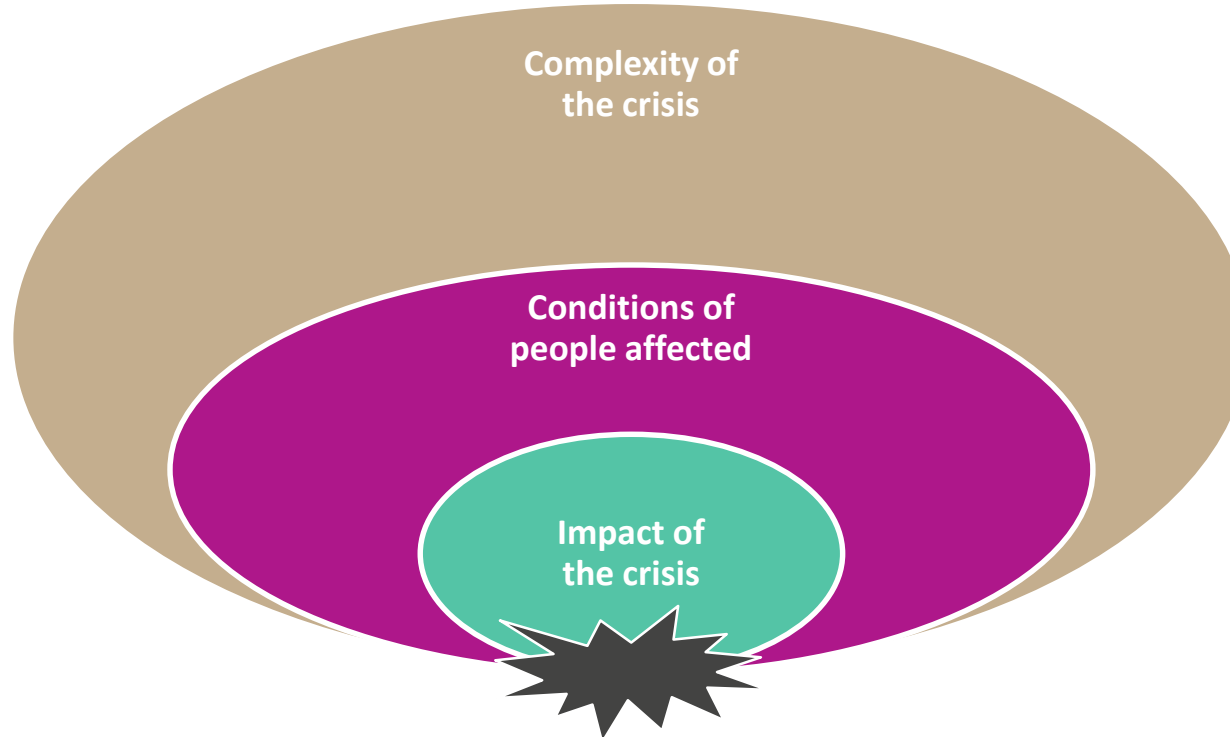 Complexity of
the crisis
Conditions of
people affected
Impact of
the crisis